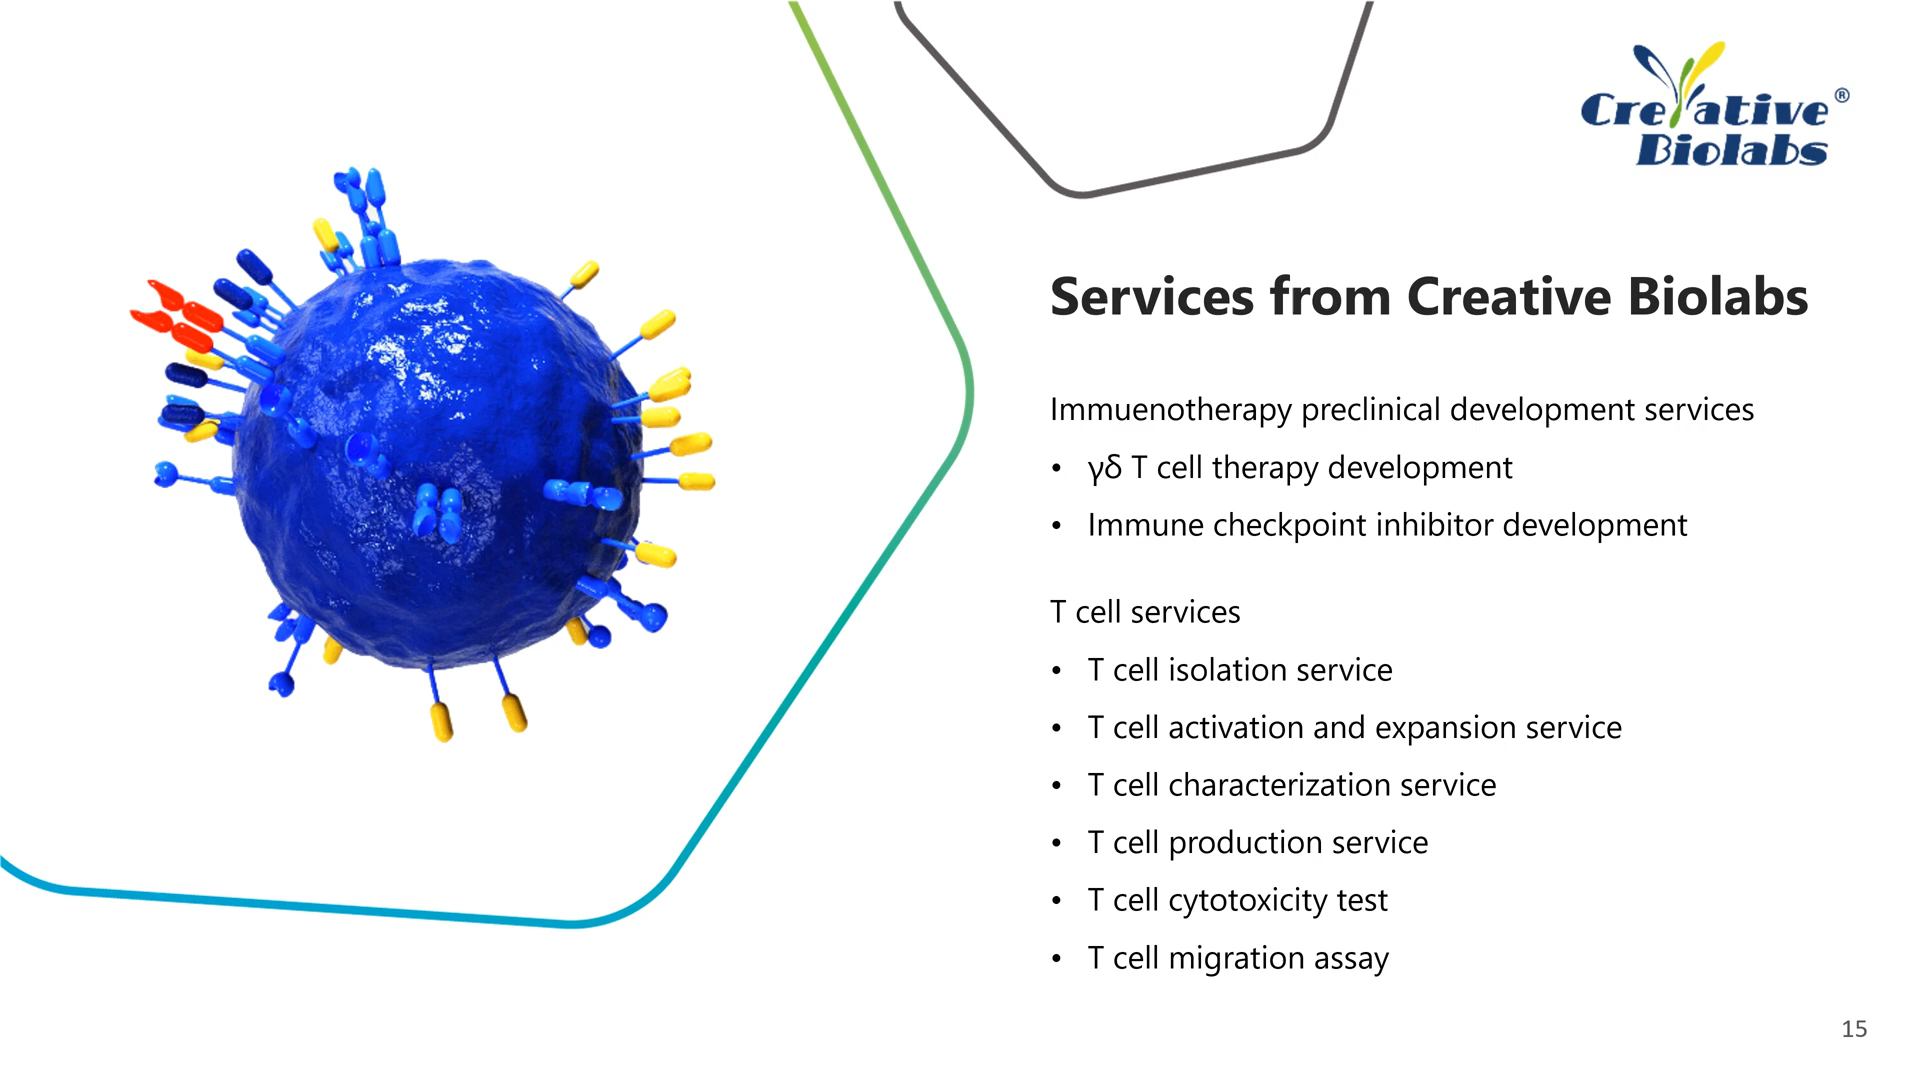 Creative®
Biolabs
Services from Creative Biolabs
Immuenotherapy preclinical development services
• γδ T cell therapy development
• Immune checkpoint inhibitor development
T cell services
• T cell isolation service
• T cell activation and expansion service
• T cell characterization service
• T cell production service
• T cell cytotoxicity test
• T cell migration assay
15